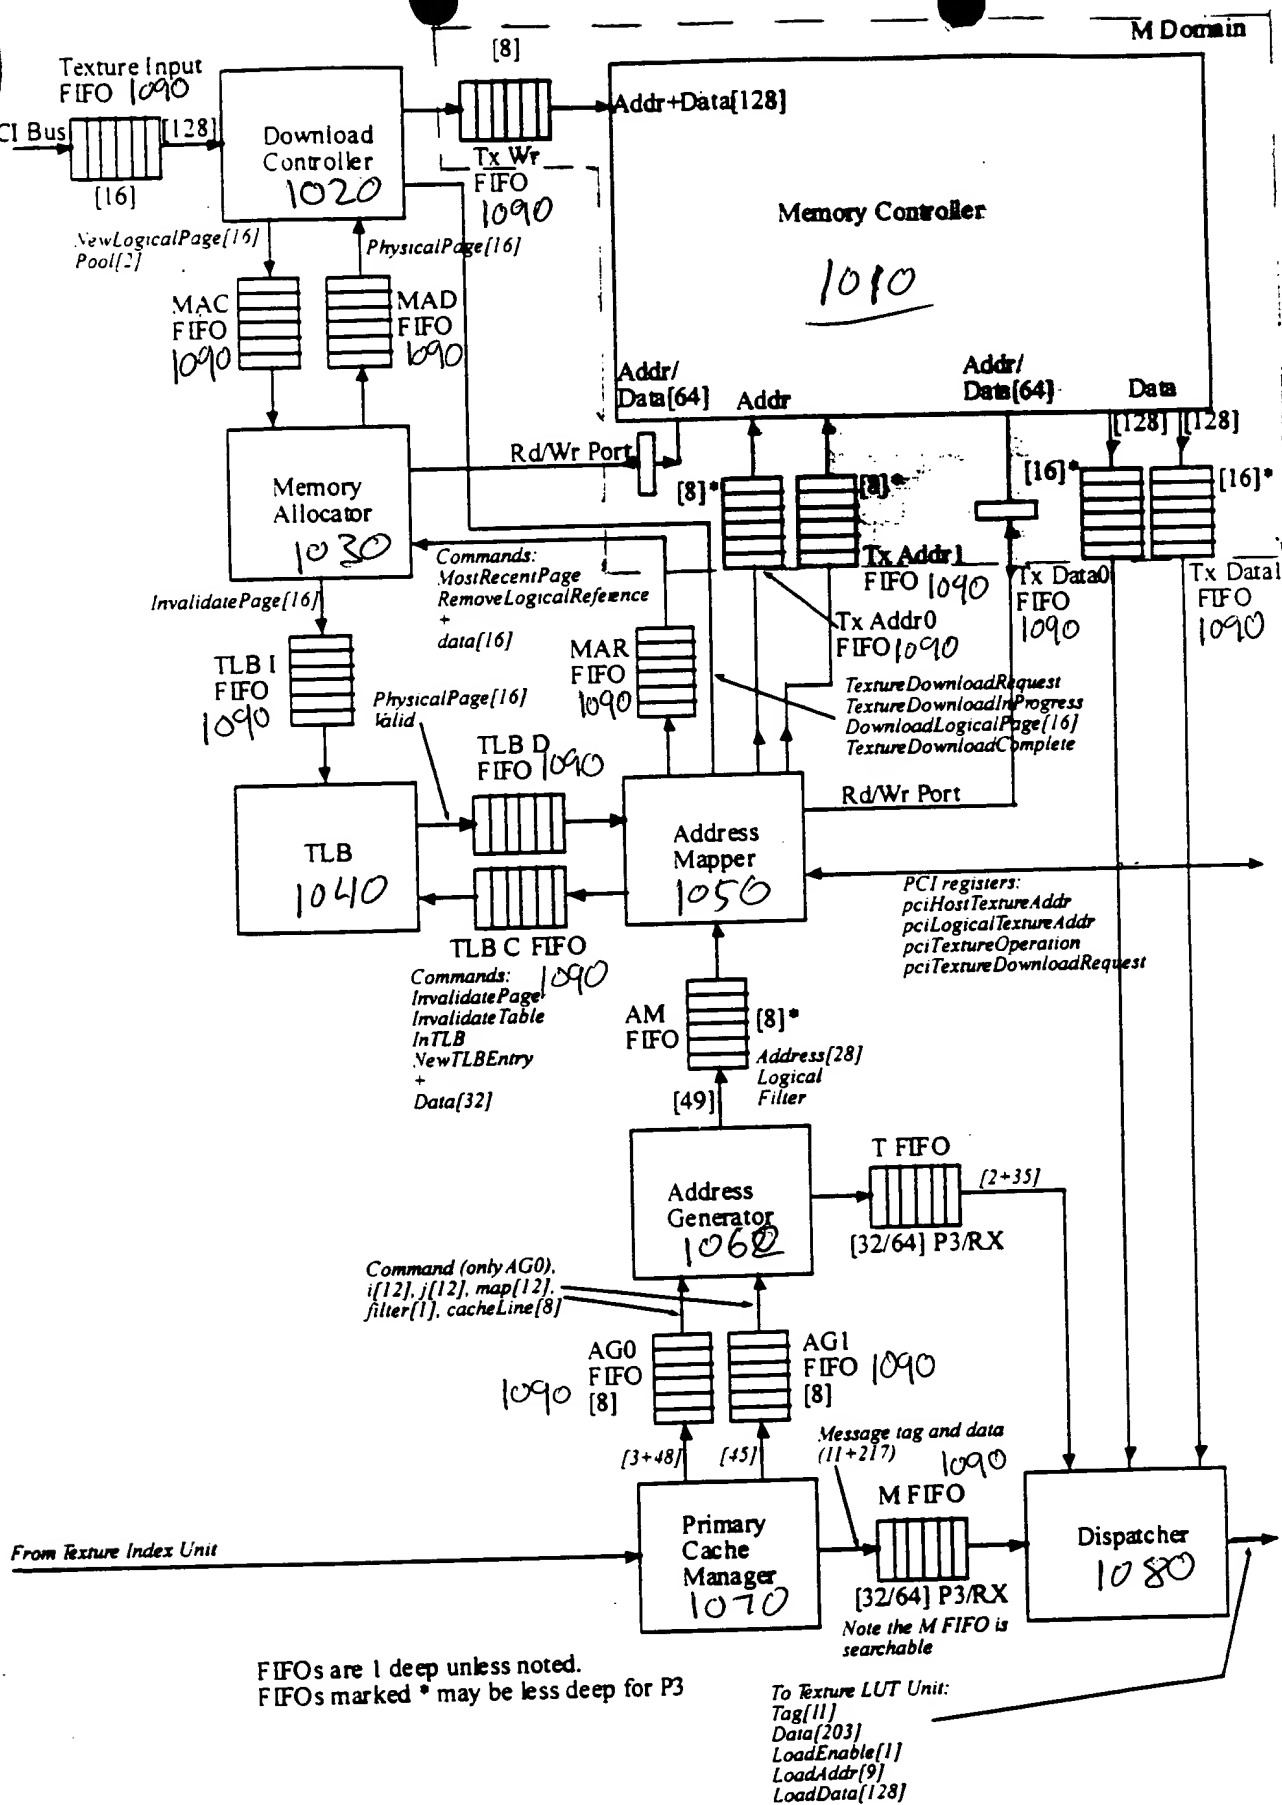 M Domain
[8]
Texture Input
FIFO 1090
CI Bus
[128]
[16]
Download
Controller
1020
Tx Wr
FIFO
1090
Addr+Data[128]
Memory Controller
1010
NewLogicalPage[16]
Pool[2]
PhysicalPage[16]
MAC
FIFO
1090
MAD
FIFO
1090
Addr/
Data[64]
Addr
Addr/
Data[64]
Data
[128]
[128]
Rd/Wr Port
[8]*
[8]*
[16]*
[16]*
Memory
Allocator
1030
Commands:
MostRecentPage
RemoveLogicalReference
+
data[16]
Tx Addr1
FIFO 1090
Tx Addr0
FIFO 1090
Tx Data0
FIFO
1090
Tx Data1
FIFO
1090
InvalidatePage[16]
TLB I
FIFO
1090
MAR
FIFO
1090
PhysicalPage[16]
Valid
TextureDownloadRequest
TextureDownloadInProgress
DownloadLogicalPage[16]
TextureDownloadComplete
TLB D
FIFO 1090
Rd/Wr Port
TLB
1040
Address
Mapper
1050
PCI registers:
pciHostTextureAddr
pciLogicalTextureAddr
pciTextureOperation
pciTextureDownloadRequest
TLB C FIFO
1090
Commands:
InvalidatePage
InvalidateTable
InTLB
NewTLBEntry
+
Data[32]
AM
FIFO
[8]*
Address[28]
Logical
Filter
[49]
Address
Generator
1060
T FIFO
[2+35]
[32/64] P3/RX
Command (only AG0),
i[12], j[12], map[12],
filter[1], cacheLine[8]
AG0
FIFO
[8]
1090
AG1
FIFO 1090
[8]
[3+48]
[45]
Message tag and data
(11+217)
1090
M FIFO
[32/64] P3/RX
Note the M FIFO is
searchable
From Texture Index Unit
Primary
Cache
Manager
1070
Dispatcher
1080
FIFOs are 1 deep unless noted.
FIFOs marked * may be less deep for P3
To Texture LUT Unit:
Tag[11]
Data[203]
LoadEnable[1]
LoadAddr[9]
LoadData[128]